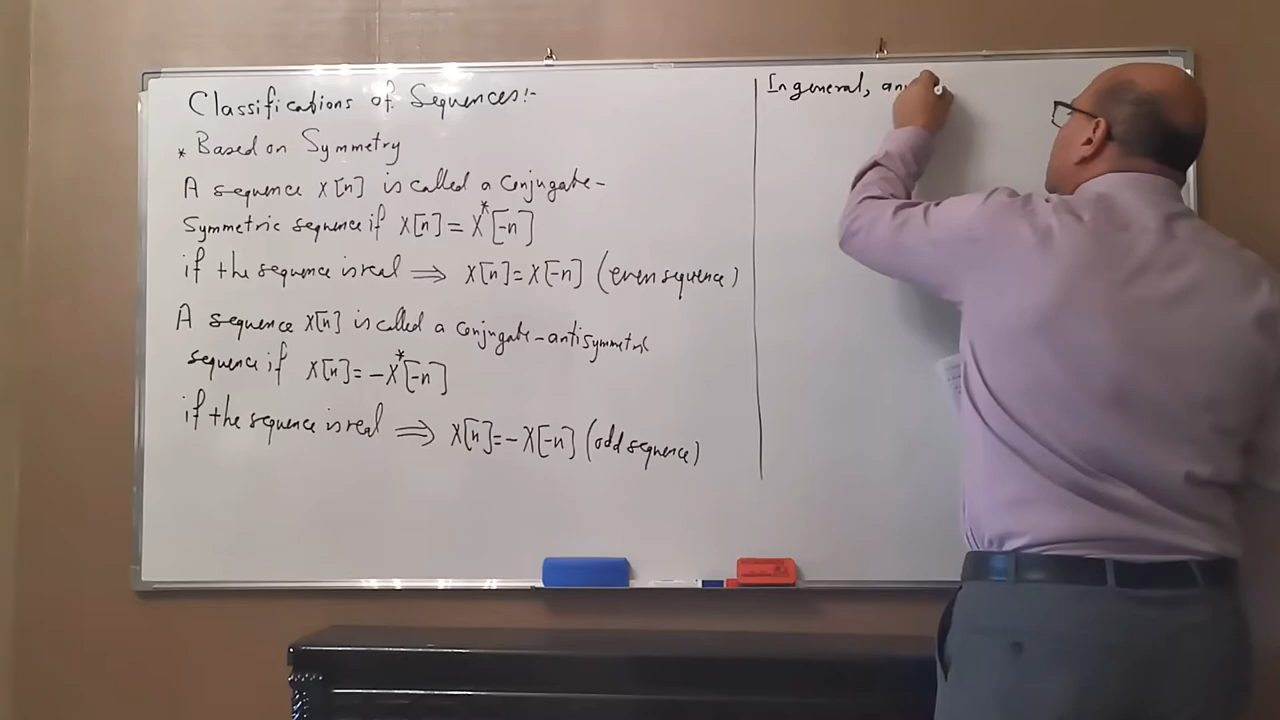 Classifications of Sequences:-
* Based on Symmetry
A sequence X[n] is called a Conjugate-
Symmetric sequence if X[n] = X*[-n]
if the sequence is real ⟹ X[n] = X[-n] (even sequence)
A sequence X[n] is called a Conjugate-antisymmetric
sequence if X[n] = -X*[-n]
if the sequence is real ⟹ X[n] = -X[-n] (odd sequence)
In general,